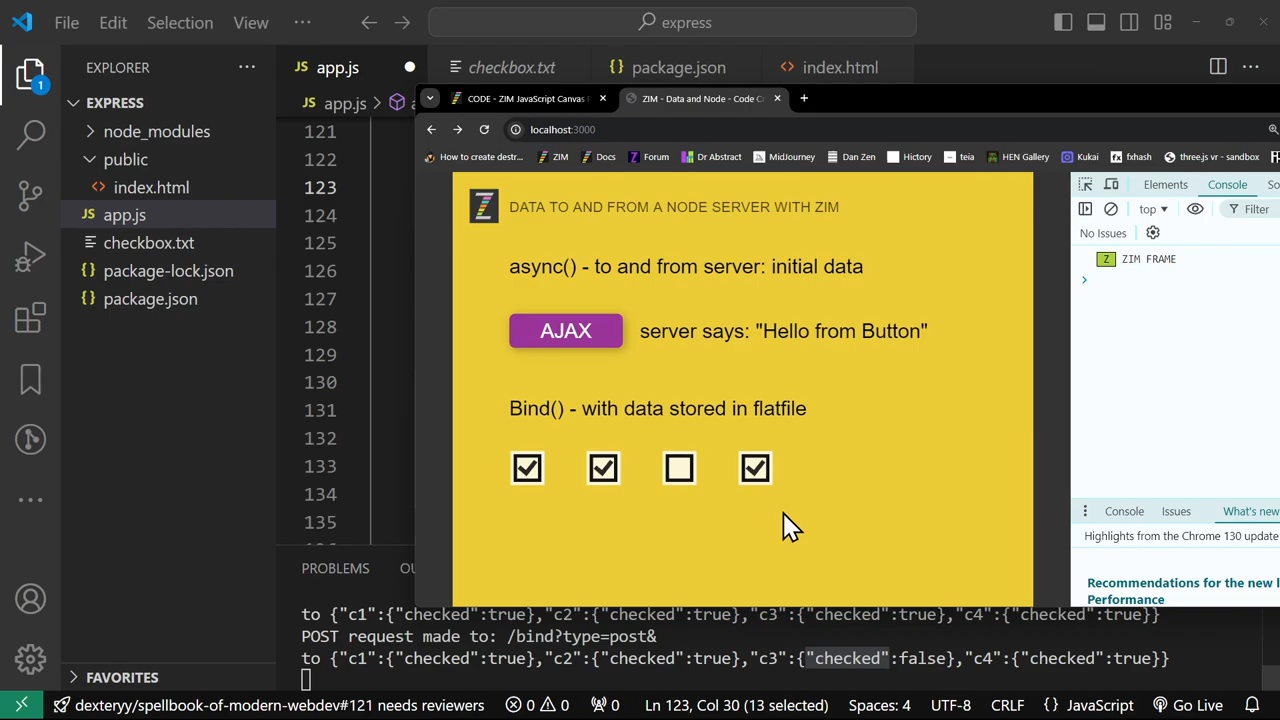 File Edit Selection View ··· express
EXPLORER ···
1
EXPRESS
node_modules
public
index.html
app.js
checkbox.txt
package-lock.json
package.json
FAVORITES
app.js checkbox.txt package.json index.html
app.js
121
122
123
124
125
126
127
128
129
130
131
132
133
134
135
CODE - ZIM JavaScript Canvas
ZIM - Data and Node - Code C
localhost:3000
How to create destr... ZIM Docs Forum Dr Abstract MidJourney Dan Zen Hictory teia HEN Gallery Kukai fxhash three.js vr - sandbox
Z DATA TO AND FROM A NODE SERVER WITH ZIM
async() - to and from server: initial data
AJAX server says: "Hello from Button"
Bind() - with data stored in flatfile
Elements Console So
top Filter
No Issues
Z ZIM FRAME
Console Issues What's new
Highlights from the Chrome 130 update
Recommendations for the new
Performance
PROBLEMS OU
to {"c1":{"checked":true},"c2":{"checked":true},"c3":{"checked":true},"c4":{"checked":true}}
POST request made to: /bind?type=post&
to {"c1":{"checked":true},"c2":{"checked":true},"c3":{"checked":false},"c4":{"checked":true}}
dexteryy/spellbook-of-modern-webdev#121 needs reviewers 0 0 0 Ln 123, Col 30 (13 selected) Spaces: 4 UTF-8 CRLF {} JavaScript Go Live